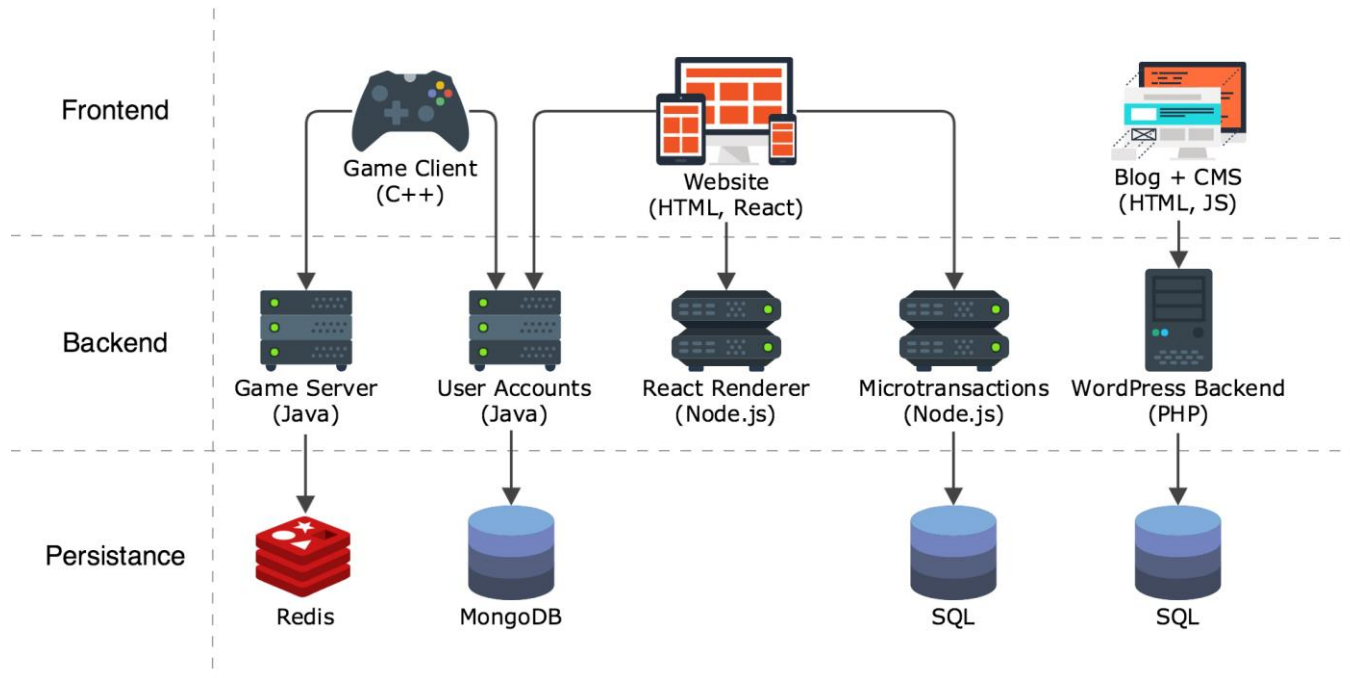 Frontend
Game Client
(C++)
Website
(HTML, React)
Blog + CMS
(HTML, JS)
Backend
Game Server
(Java)
User Accounts
(Java)
React Renderer
(Node.js)
Microtransactions
(Node.js)
WordPress Backend
(PHP)
Persistance
Redis
MongoDB
SQL
SQL